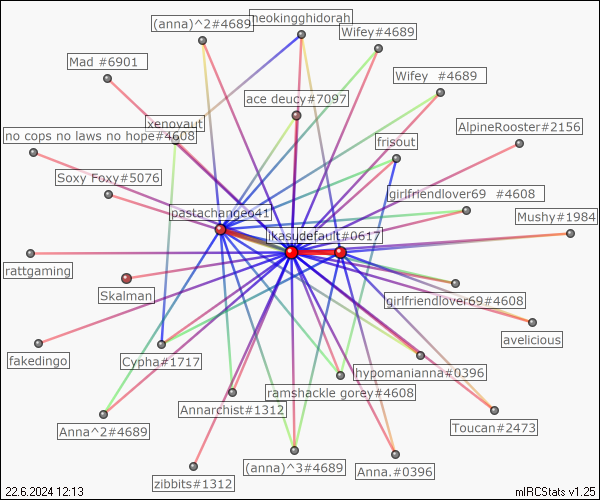 (anna)^2#4689
neokingghidorah
Wifey#4689
Mad #6901
Wifey #4689
ace deucy#7097
xenovaut
AlpineRooster#2156
no cops no laws no hope#4608
frisout
Soxy Foxy#5076
girlfriendlover69 #4608
pastachangeo41
Mushy#1984
default#0617
rattgaming
Skalman
girlfriendlover69#4608
avelicious
fakedingo
Cypha#1717
hypomanianna#0396
ramshackle gorey#4608
Annarchist#1312
Toucan#2473
Anna^2#4689
(anna)^3#4689
Anna.#0396
zibbits#1312
22.6.2024 12:13
mIRCStats v1.25